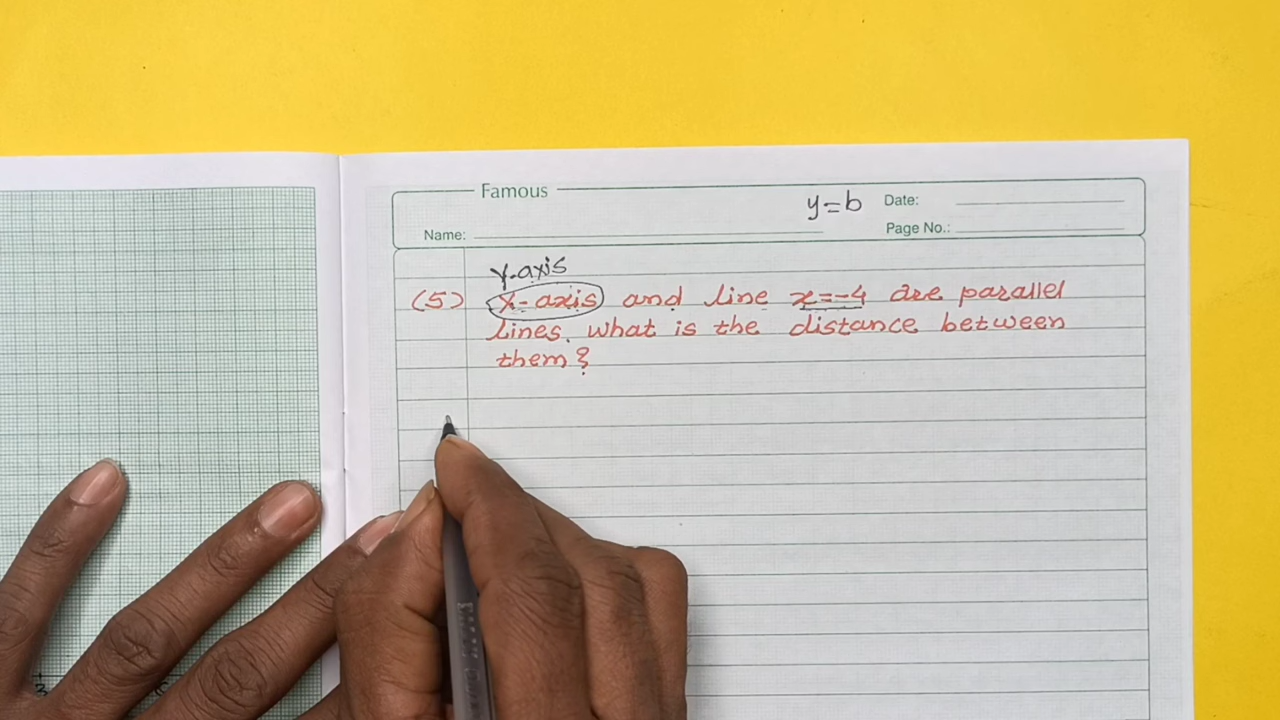 Famous
y=b
Date:
Name:
Page No.:
Y-axis
(5) X-axis and line x=-4 are parallel
lines. what is the distance between
them?